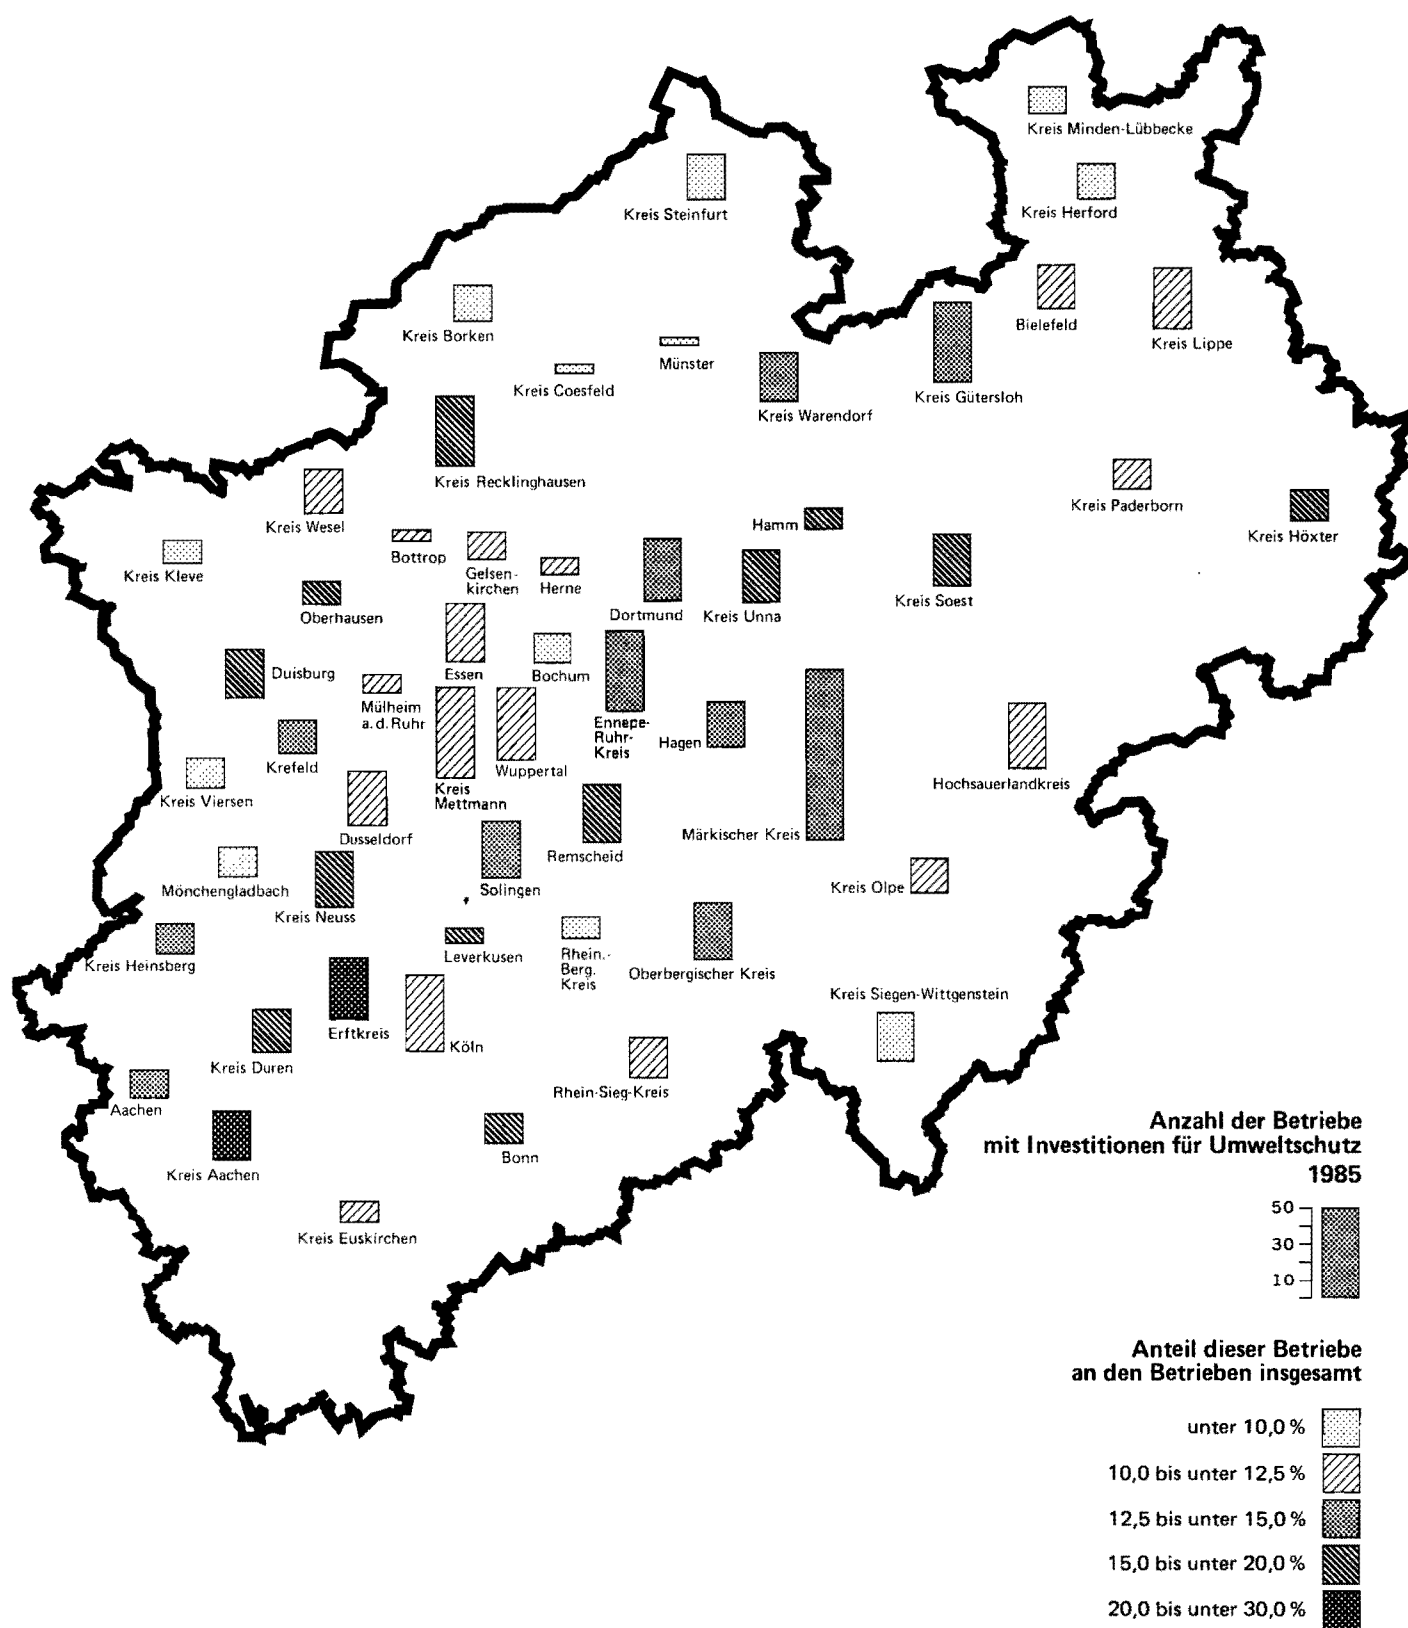 Kreis Minden-Lübbecke
Kreis Steinfurt
Kreis Herford
Bielefeld
Kreis Lippe
Kreis Borken
Münster
Kreis Coesfeld
Kreis Warendorf
Kreis Gütersloh
Kreis Recklinghausen
Kreis Wesel
Kreis Paderborn
Hamm
Kreis Höxter
Bottrop
Kreis Kleve
Gelsen-
kirchen
Herne
Oberhausen
Dortmund
Kreis Unna
Kreis Soest
Duisburg
Essen
Bochum
Mülheim
a.d.Ruhr
Ennepe-
Ruhr-
Kreis
Hagen
Krefeld
Wuppertal
Hochsauerlandkreis
Kreis Viersen
Kreis
Mettmann
Dusseldorf
Märkischer Kreis
Remscheid
Mönchengladbach
Solingen
Kreis Olpe
Kreis Neuss
Kreis Heinsberg
Leverkusen
Rhein.-
Berg.
Kreis
Oberbergischer Kreis
Kreis Siegen-Wittgenstein
Erftkreis
Köln
Kreis Duren
Rhein-Sieg-Kreis
Aachen
Bonn
Kreis Aachen
Kreis Euskirchen
Anzahl der Betriebe
mit Investitionen für Umweltschutz
1985
50
30
10
Anteil dieser Betriebe
an den Betrieben insgesamt
unter 10,0 %
10,0 bis unter 12,5 %
12,5 bis unter 15,0 %
15,0 bis unter 20,0 %
20,0 bis unter 30,0 %